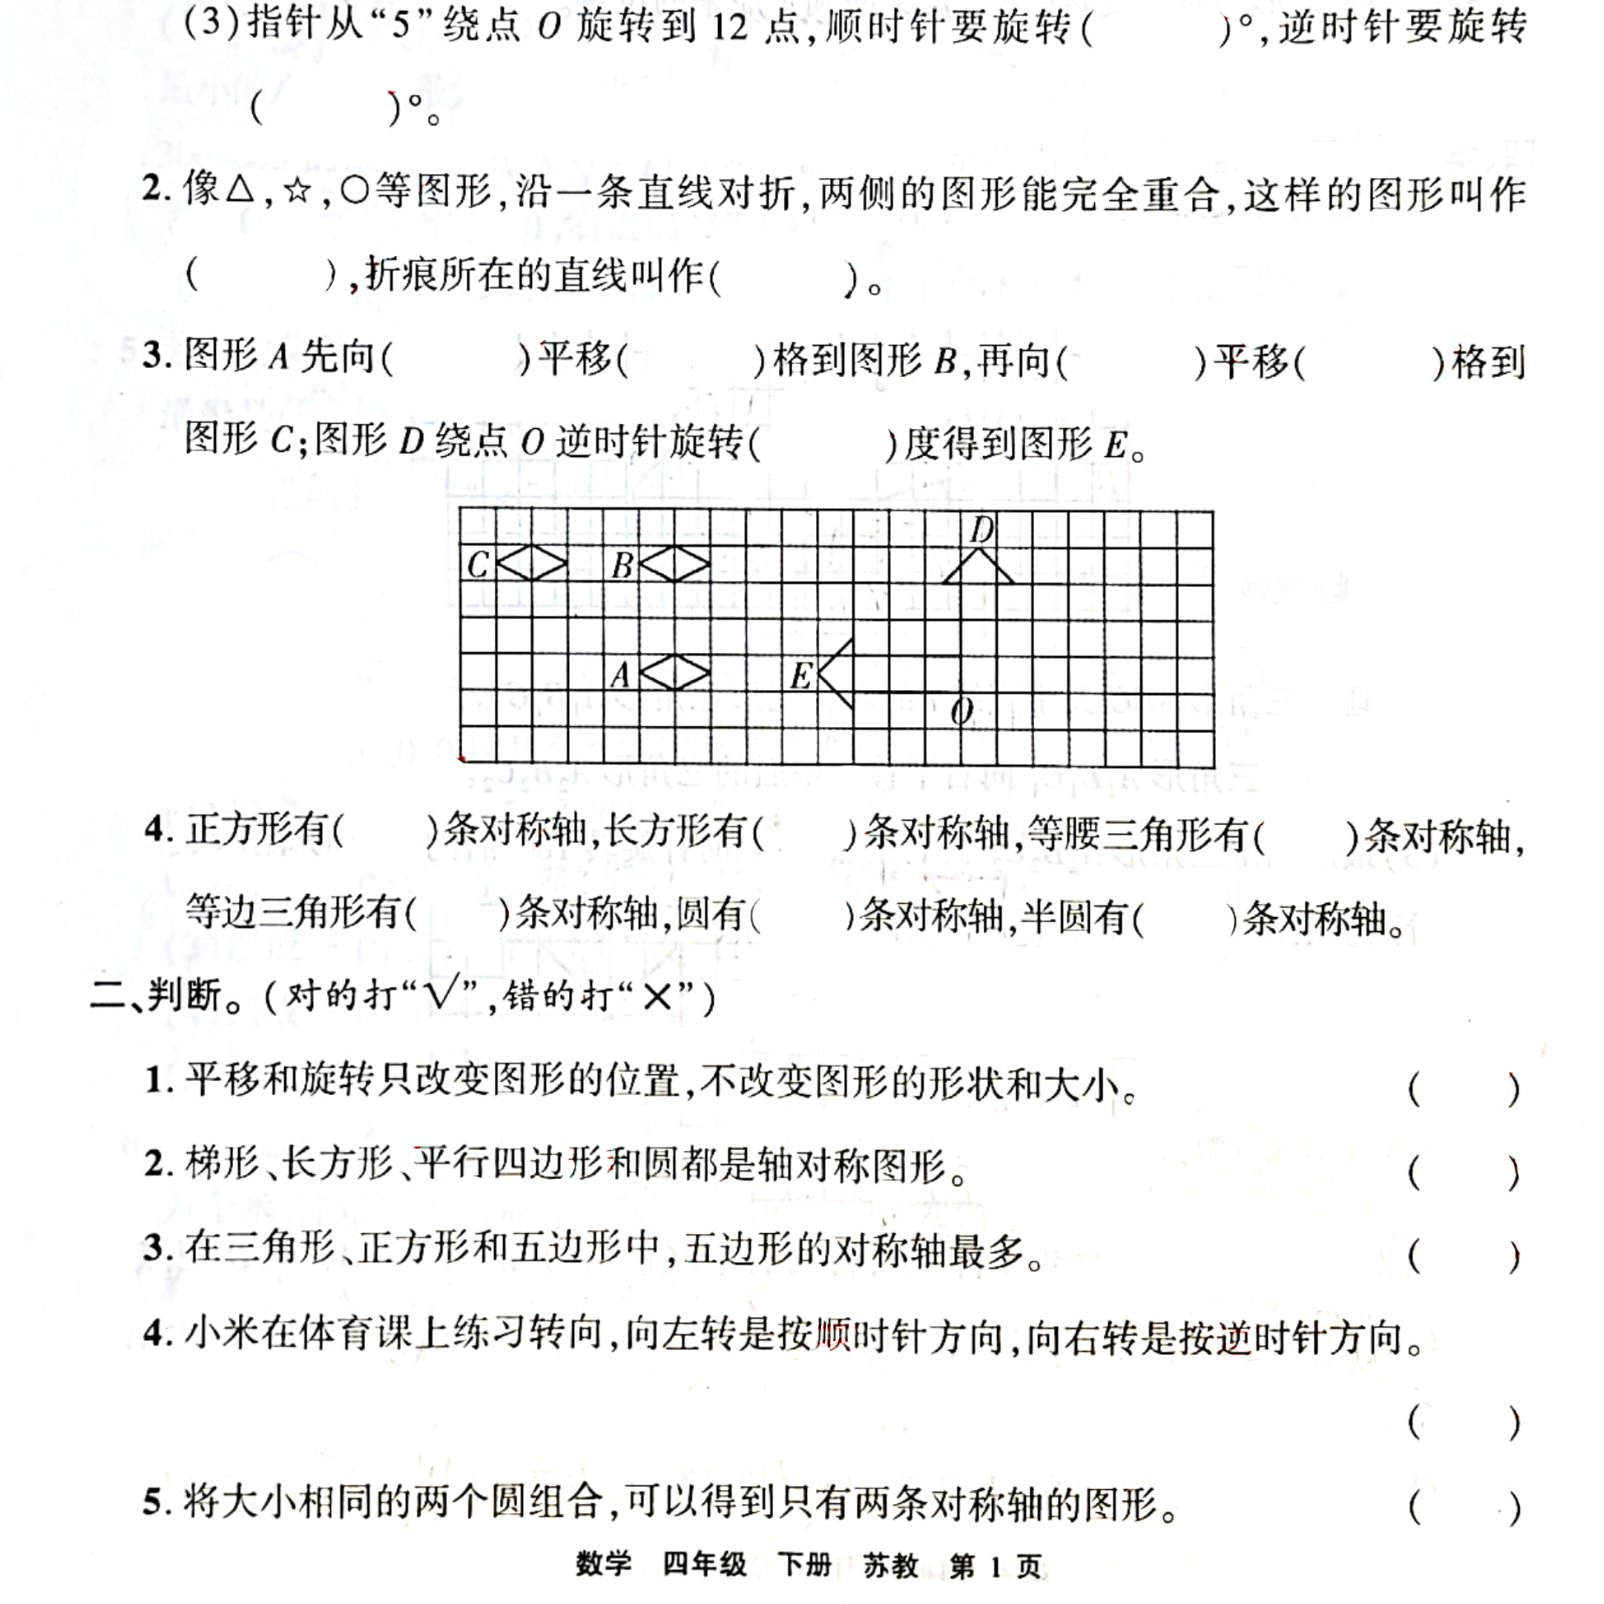 (3)指针从“5”绕点 O 旋转到 12 点,顺时针要旋转(　　)°,逆时针要旋转
(　　)°。
2. 像△,☆,○等图形,沿一条直线对折,两侧的图形能完全重合,这样的图形叫作
(　　),折痕所在的直线叫作(　　)。
3. 图形 A 先向(　　)平移(　　)格到图形 B,再向(　　)平移(　　)格到
图形 C;图形 D 绕点 O 逆时针旋转(　　)度得到图形 E。
D
C B
A E
O
4. 正方形有(　　)条对称轴,长方形有(　　)条对称轴,等腰三角形有(　　)条对称轴,
等边三角形有(　　)条对称轴,圆有(　　)条对称轴,半圆有(　　)条对称轴。
二、判断。(对的打“√”,错的打“×”)
1. 平移和旋转只改变图形的位置,不改变图形的形状和大小。(　　)
2. 梯形、长方形、平行四边形和圆都是轴对称图形。(　　)
3. 在三角形、正方形和五边形中,五边形的对称轴最多。(　　)
4. 小米在体育课上练习转向,向左转是按顺时针方向,向右转是按逆时针方向。
(　　)
5. 将大小相同的两个圆组合,可以得到只有两条对称轴的图形。(　　)
数学　四年级　下册　苏教　第 1 页